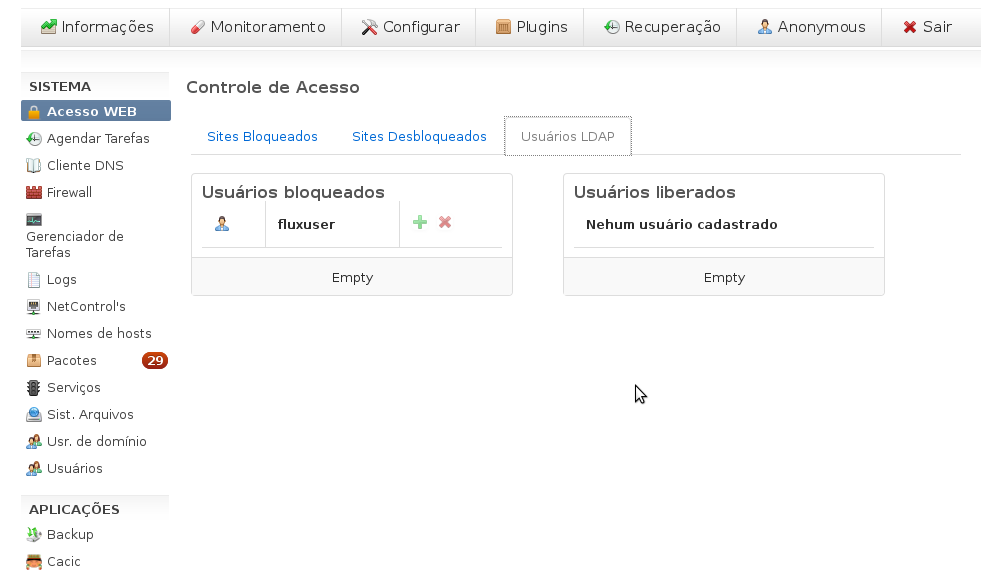 Informações Monitoramento Configurar Plugins Recuperação Anonymous Sair
SISTEMA
Acesso WEB
Agendar Tarefas
Cliente DNS
Firewall
Gerenciador de
Tarefas
Logs
NetControl's
Nomes de hosts
Pacotes 29
Serviços
Sist. Arquivos
Usr. de domínio
Usuários
APLICAÇÕES
Backup
Cacic
Controle de Acesso
Sites Bloqueados Sites Desbloqueados Usuários LDAP
Usuários bloqueados
fluxuser
Empty
Usuários liberados
Nehum usuário cadastrado
Empty